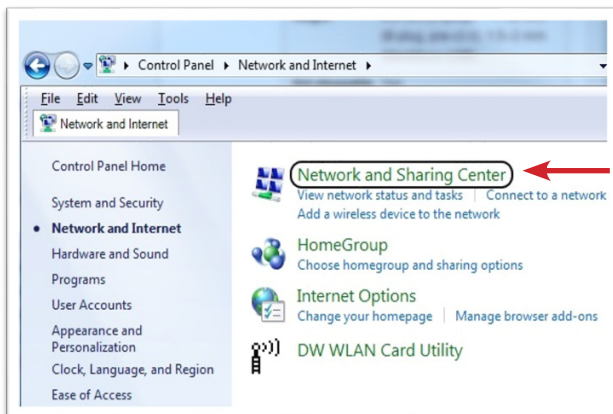 Control Panel Network and Internet
File Edit View Tools Help
Network and Internet
Control Panel Home
System and Security
Network and Internet
Hardware and Sound
Programs
User Accounts
Appearance and
Personalization
Clock, Language, and Region
Ease of Access
Network and Sharing Center
View network status and tasks Connect to a network
Add a wireless device to the network
HomeGroup
Choose homegroup and sharing options
Internet Options
Change your homepage Manage browser add-ons
DW WLAN Card Utility